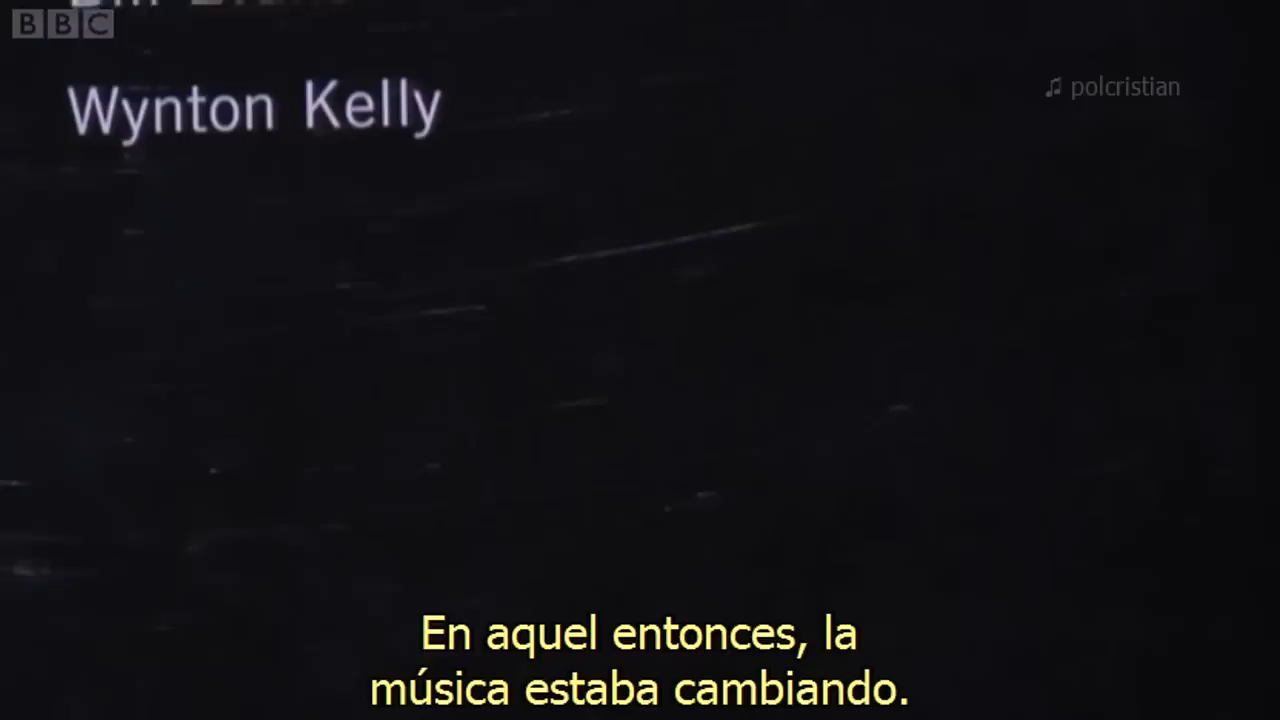 BBC
Wynton Kelly
♫ polcristian
En aquel entonces, la
música estaba cambiando.